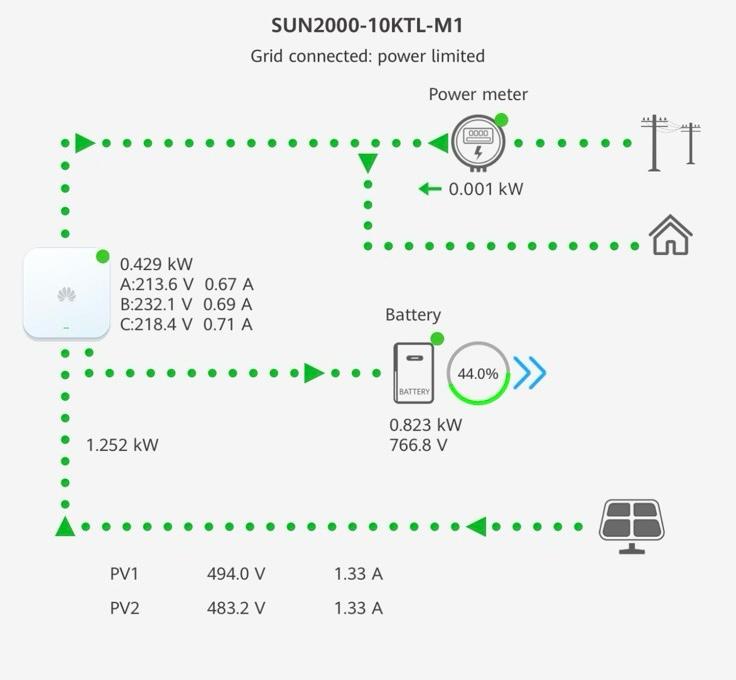 SUN2000-10KTL-M1
Grid connected: power limited
Power meter
0000
0.001 kW
0.429 kW
A:213.6 V 0.67 A
B:232.1 V 0.69 A
C:218.4 V 0.71 A
Battery
BATTERY
44.0%
0.823 kW
766.8 V
1.252 kW
PV1 494.0 V 1.33 A
PV2 483.2 V 1.33 A